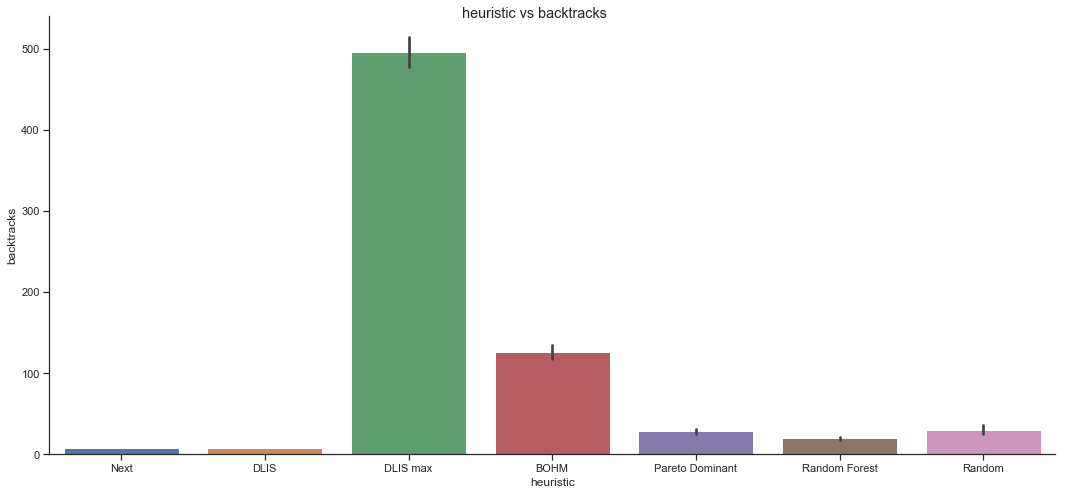 heuristic vs backtracks
500
400
300
200
100
0
backtracks
Next DLIS DLIS max BOHM Pareto Dominant Random Forest Random
heuristic